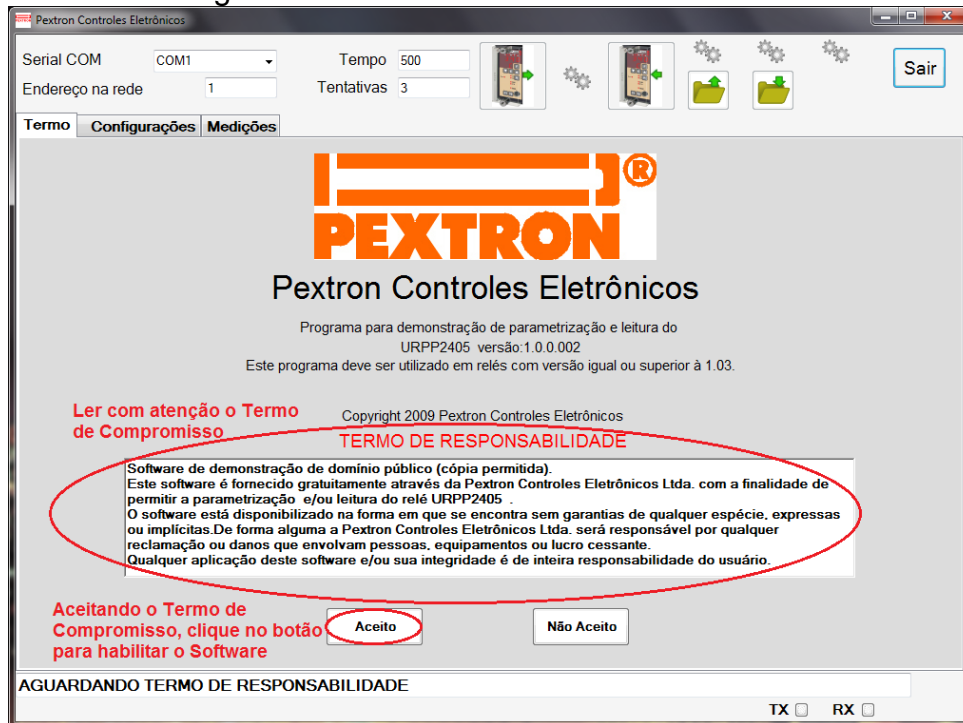 Pextron Controles Eletrônicos
Serial COM COM1 Tempo 500
Endereço na rede 1 Tentativas 3
Sair
Termo Configurações Medições
PEXTRON®
Pextron Controles Eletrônicos
Programa para demonstração de parametrização e leitura do
URPP2405 versão:1.0.0.002
Este programa deve ser utilizado em relés com versão igual ou superior à 1.03.
Ler com atenção o Termo
de Compromisso
Copyright 2009 Pextron Controles Eletrônicos
TERMO DE RESPONSABILIDADE
Software de demonstração de domínio público (cópia permitida).
Este software é fornecido gratuitamente através da Pextron Controles Eletrônicos Ltda. com a finalidade de
permitir a parametrização e/ou leitura do relé URPP2405 .
O software está disponibilizado na forma em que se encontra sem garantias de qualquer espécie, expressas
ou implícitas.De forma alguma a Pextron Controles Eletrônicos Ltda. será responsável por qualquer
reclamação ou danos que envolvam pessoas, equipamentos ou lucro cessante.
Qualquer aplicação deste software e/ou sua integridade é de inteira responsabilidade do usuário.
Aceitando o Termo de
Compromisso, clique no botão
para habilitar o Software
Aceito Não Aceito
AGUARDANDO TERMO DE RESPONSABILIDADE
TX RX